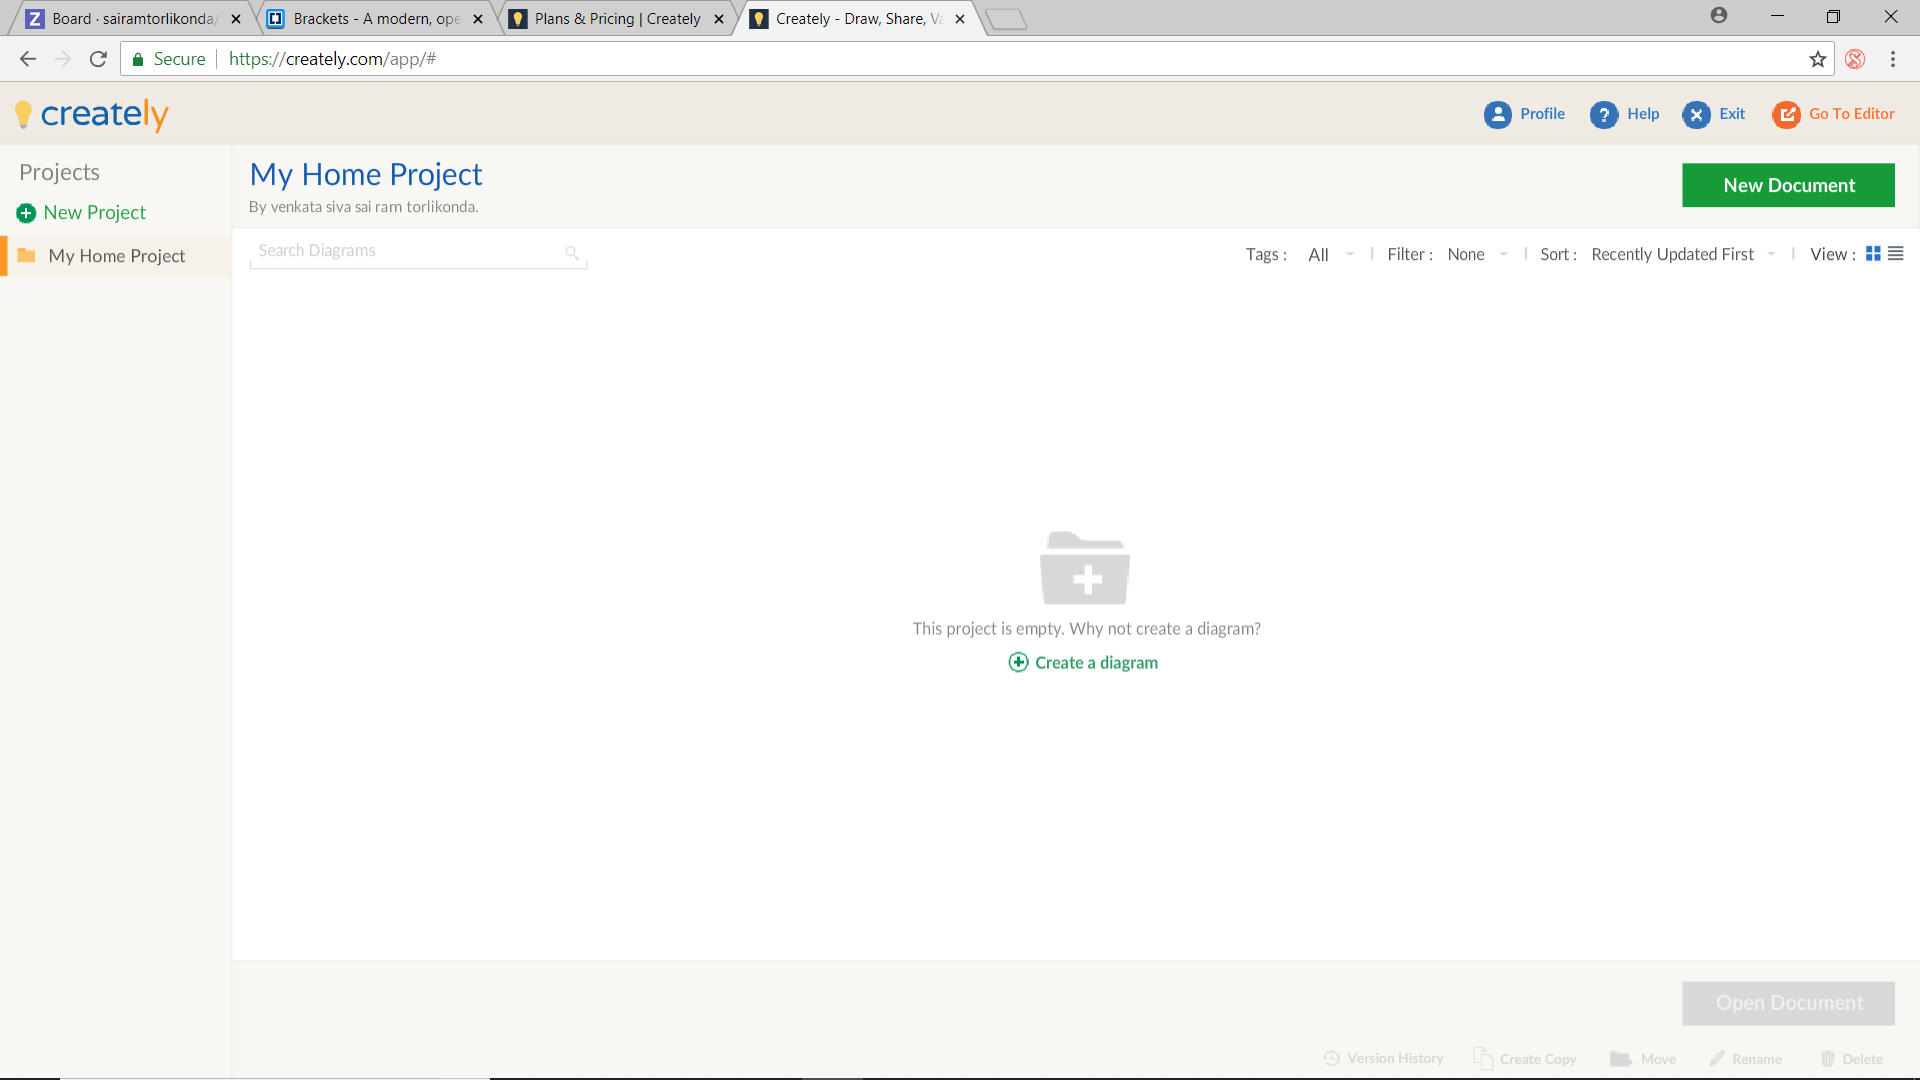 Board · sairamtorlikonda/
Brackets - A modern, ope
Plans & Pricing | Creately
Creately - Draw, Share, Va
Secure
https://creately.com/app/#
creately
Profile
Help
Exit
Go To Editor
Projects
New Project
My Home Project
My Home Project
By venkata siva sai ram torlikonda.
New Document
Search Diagrams
Tags : All
Filter : None
Sort : Recently Updated First
View :
This project is empty. Why not create a diagram?
Create a diagram
Open Document
Version History
Create Copy
Move
Rename
Delete